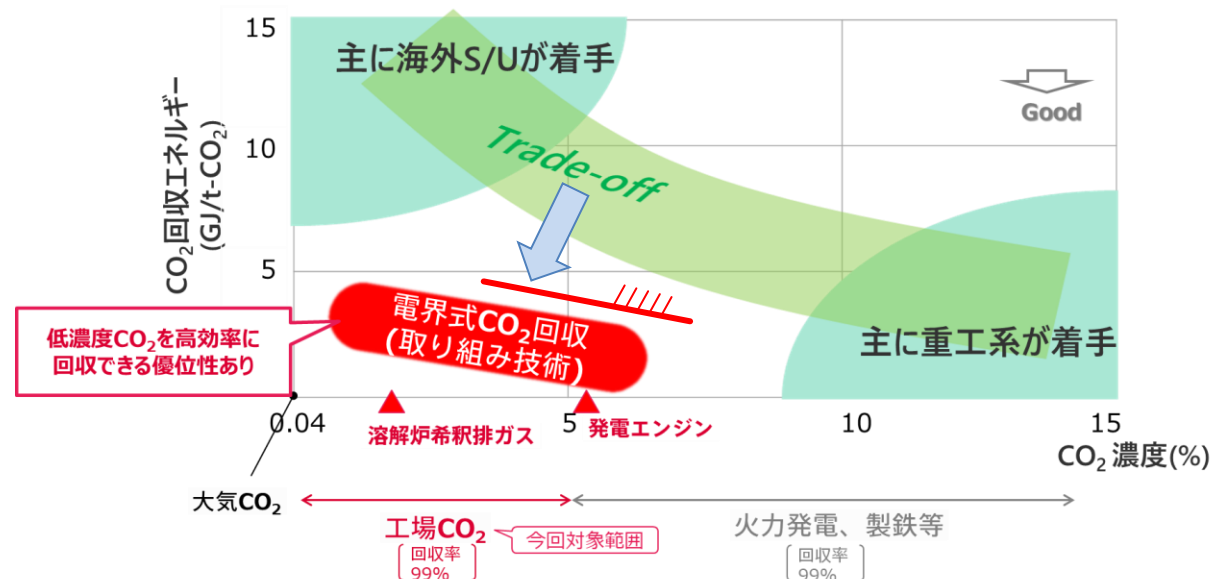 15
主に海外S/Uが着手
Good
CO₂回収エネルギー
(GJ/t-CO₂)
10
Trade-off
5
電界式CO₂回収
(取り組み技術)
低濃度CO₂を高効率に
回収できる優位性あり
主に重工系が着手
0.04
5
10
15
溶解炉希釈排ガス
発電エンジン
CO₂ 濃度(%)
大気CO₂
工場CO₂
今回対象範囲
火力発電、製鉄等
回収率
99%
回収率
99%